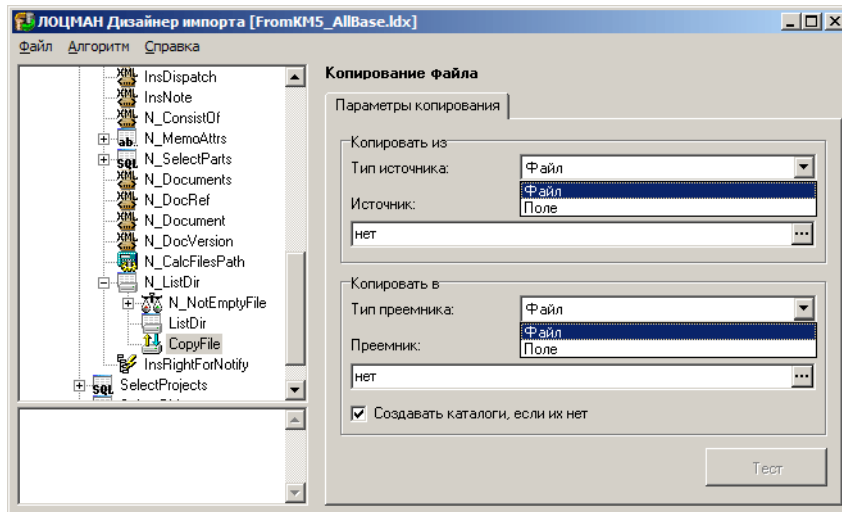 ЛОЦМАН Дизайнер импорта [FromKM5_AllBase.ldx]
Файл Алгоритм Справка
InsDispatch
InsNote
N_ConsistOf
N_MemoAttrs
N_SelectParts
N_Documents
N_DocRef
N_Document
N_DocVersion
N_CalcFilesPath
N_ListDir
N_NotEmptyFile
ListDir
CopyFile
InsRightForNotify
SelectProjects
Копирование файла
Параметры копирования
Копировать из
Тип источника: Файл
Файл
Источник: Поле
нет ...
Копировать в
Тип преемника: Файл
Файл
Преемник: Поле
нет ...
Создавать каталоги, если их нет
Тест